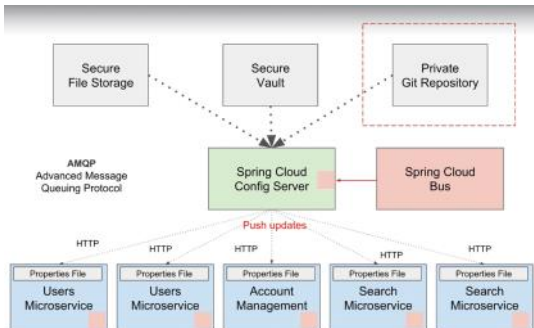 Secure
File Storage
Secure
Vault
Private
Git Repository
AMQP
Advanced Message
Queuing Protocol
Spring Cloud
Config Server
Spring Cloud
Bus
Push updates
HTTP
HTTP
HTTP
HTTP
HTTP
Properties File
Users
Microservice
Properties File
Users
Microservice
Properties File
Account
Management
Properties File
Search
Microservice
Properties File
Search
Microservice